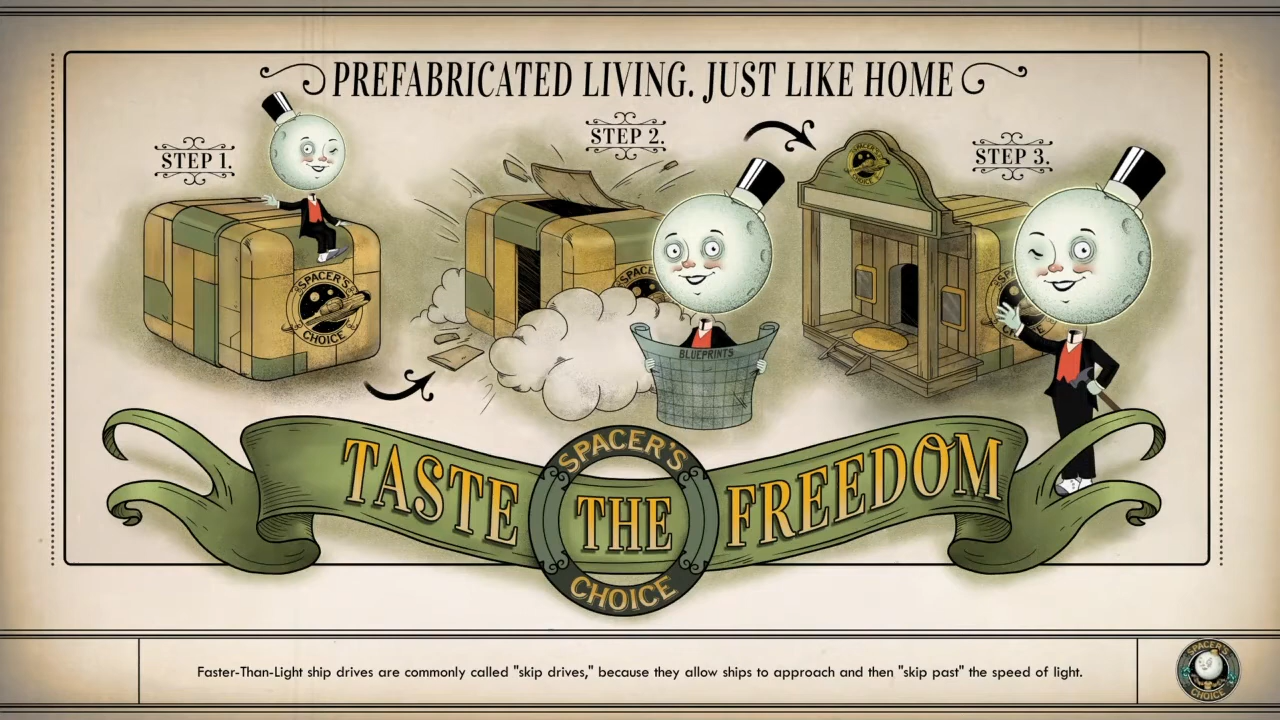 PREFABRICATED LIVING. JUST LIKE HOME
STEP 1.
STEP 2.
STEP 3.
SPACER'S
CHOICE
SPACER'S
SPACER'S
CHOICE
BLUEPRINTS
TASTE THE FREEDOM
SPACER'S
CHOICE
Faster-Than-Light ship drives are commonly called "skip drives," because they allow ships to approach and then "skip past" the speed of light.
SPACER'S
CHOICE